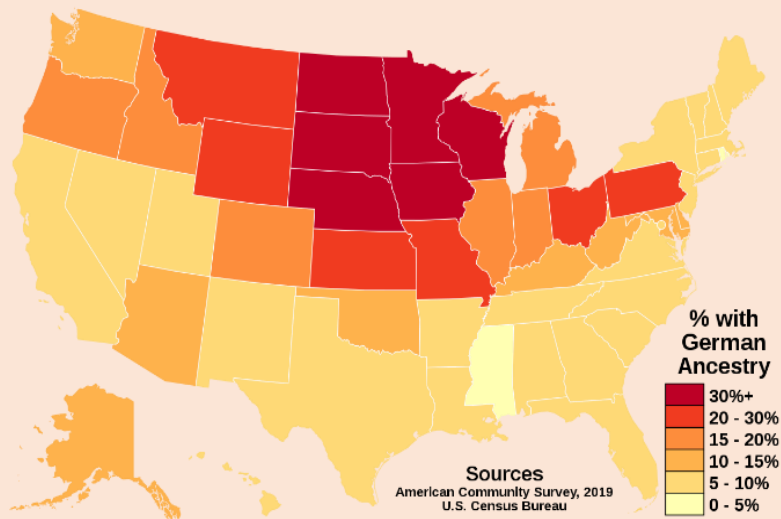 % with
German
Ancestry
30%+
20 - 30%
15 - 20%
10 - 15%
5 - 10%
0 - 5%
Sources
American Community Survey, 2019
U.S. Census Bureau